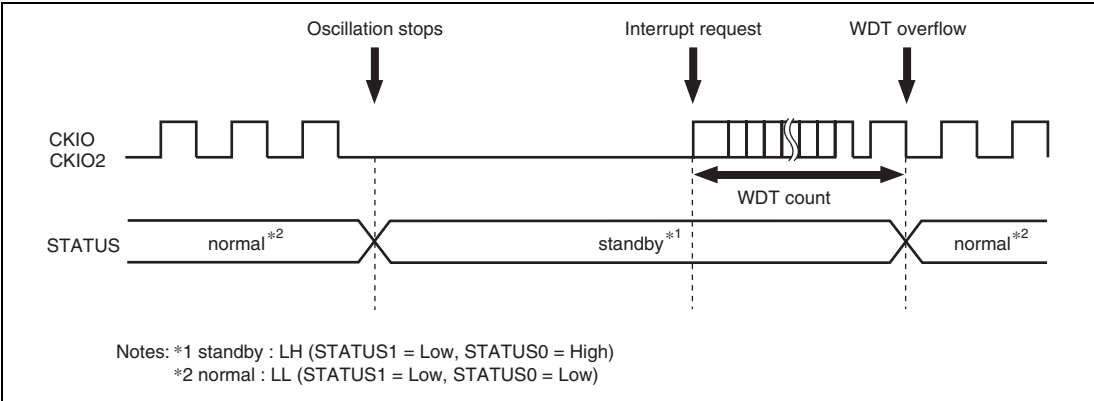 Oscillation stops Interrupt request WDT overflow
CKIO
CKIO2
WDT count
STATUS normal*2 standby*1 normal*2
Notes: *1 standby : LH (STATUS1 = Low, STATUS0 = High)
*2 normal : LL (STATUS1 = Low, STATUS0 = Low)